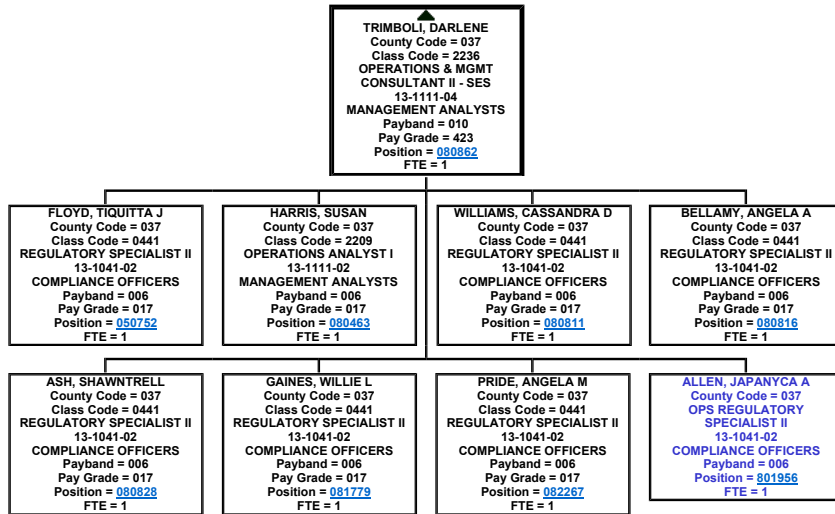 TRIMBOLI, DARLENE
County Code = 037
Class Code = 2236
OPERATIONS & MGMT
CONSULTANT II - SES
13-1111-04
MANAGEMENT ANALYSTS
Payband = 010
Pay Grade = 423
Position = 080862
FTE = 1
FLOYD, TIQUITTA J
County Code = 037
Class Code = 0441
REGULATORY SPECIALIST II
13-1041-02
COMPLIANCE OFFICERS
Payband = 006
Pay Grade = 017
Position = 050752
FTE = 1
HARRIS, SUSAN
County Code = 037
Class Code = 2209
OPERATIONS ANALYST I
13-1111-02
MANAGEMENT ANALYSTS
Payband = 006
Pay Grade = 017
Position = 080463
FTE = 1
WILLIAMS, CASSANDRA D
County Code = 037
Class Code = 0441
REGULATORY SPECIALIST II
13-1041-02
COMPLIANCE OFFICERS
Payband = 006
Pay Grade = 017
Position = 080811
FTE = 1
BELLAMY, ANGELA A
County Code = 037
Class Code = 0441
REGULATORY SPECIALIST II
13-1041-02
COMPLIANCE OFFICERS
Payband = 006
Pay Grade = 017
Position = 080816
FTE = 1
ASH, SHAWNTRELL
County Code = 037
Class Code = 0441
REGULATORY SPECIALIST II
13-1041-02
COMPLIANCE OFFICERS
Payband = 006
Pay Grade = 017
Position = 080828
FTE = 1
GAINES, WILLIE L
County Code = 037
Class Code = 0441
REGULATORY SPECIALIST II
13-1041-02
COMPLIANCE OFFICERS
Payband = 006
Pay Grade = 017
Position = 081779
FTE = 1
PRIDE, ANGELA M
County Code = 037
Class Code = 0441
REGULATORY SPECIALIST II
13-1041-02
COMPLIANCE OFFICERS
Payband = 006
Pay Grade = 017
Position = 082267
FTE = 1
ALLEN, JAPANYCA A
County Code = 037
OPS REGULATORY
SPECIALIST II
13-1041-02
COMPLIANCE OFFICERS
Payband = 006
Position = 801956
FTE = 1